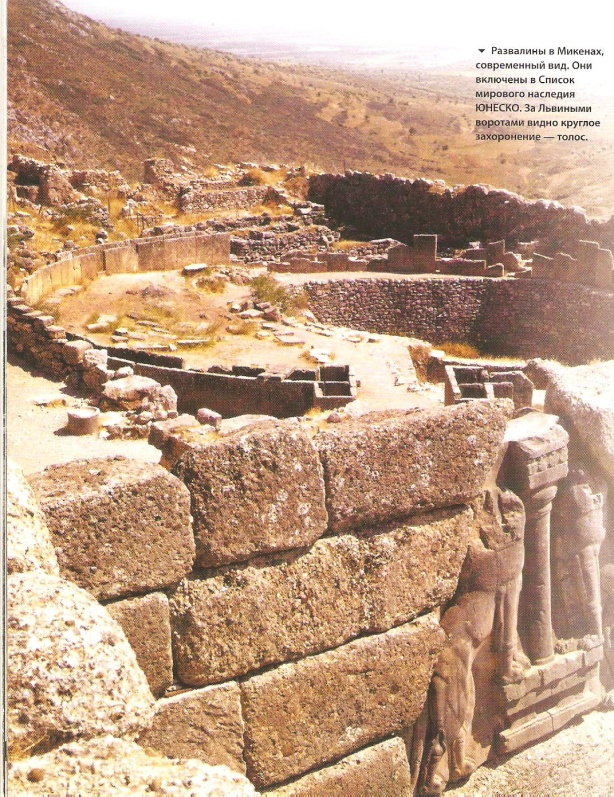 Развалины в Микенах,
современный вид. Они
включены в Список
мирового наследия
ЮНЕСКО. За Львиными
воротами видно круглое
захоронение — толос.